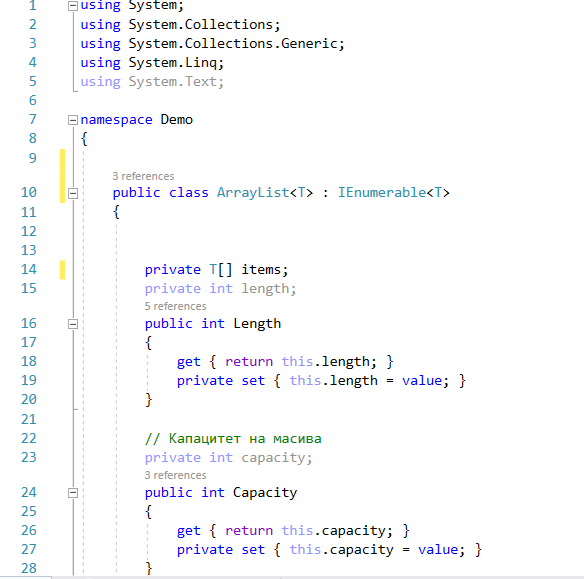 1 using System;
2 using System.Collections;
3 using System.Collections.Generic;
4 using System.Linq;
5 using System.Text;
6
7 namespace Demo
8 {
9
3 references
10 public class ArrayList<T> : IEnumerable<T>
11 {
12
13
14 private T[] items;
15 private int length;
5 references
16 public int Length
17 {
18 get { return this.length; }
19 private set { this.length = value; }
20 }
21
22 // Капацитет на масива
23 private int capacity;
3 references
24 public int Capacity
25 {
26 get { return this.capacity; }
27 private set { this.capacity = value; }
28 }